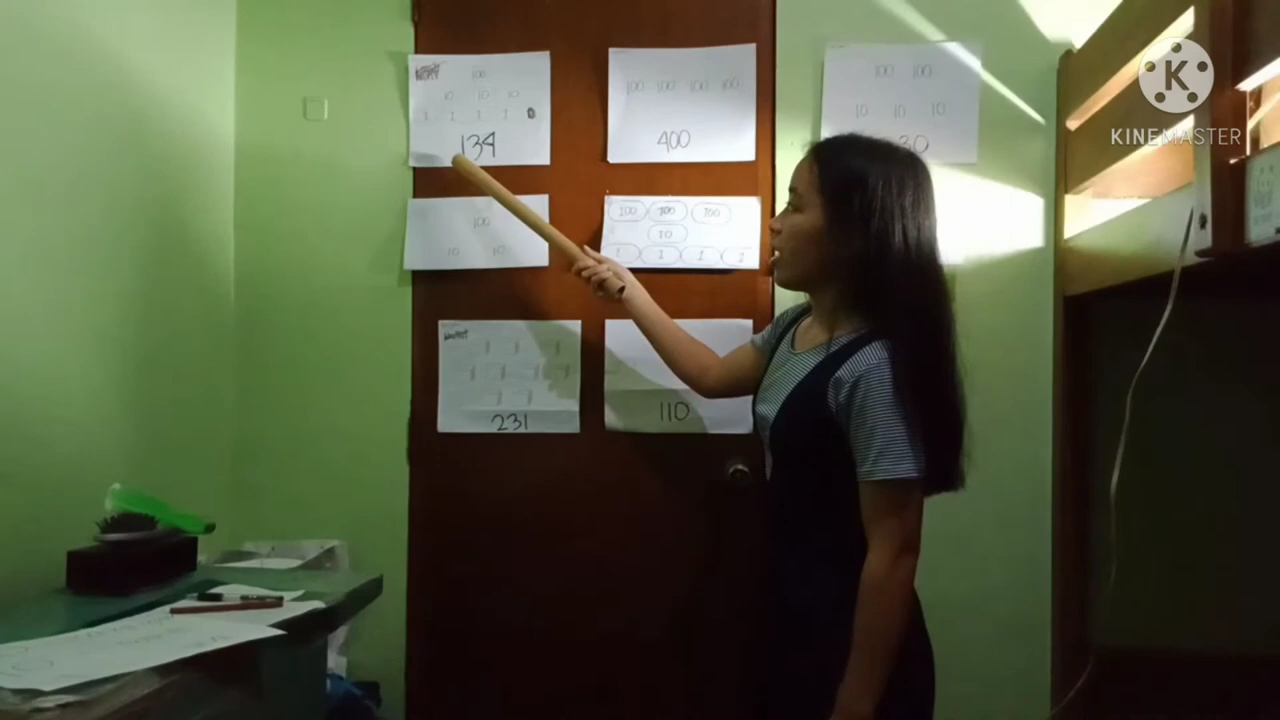 100
10 10 10
1 1 1 1
134
100 100 100 100
400
100 100
10 10 10
30
100
10 10
100 100 100
10
1 1 1 1
231
110
K
KINEMASTER